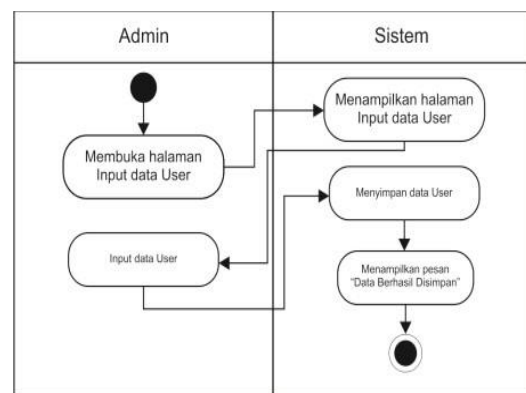 Admin
Sistem
Membuka halaman
Input data User
Menampilkan halaman
Input data User
Input data User
Menyimpan data User
Menampilkan pesan
“Data Berhasil Disimpan”